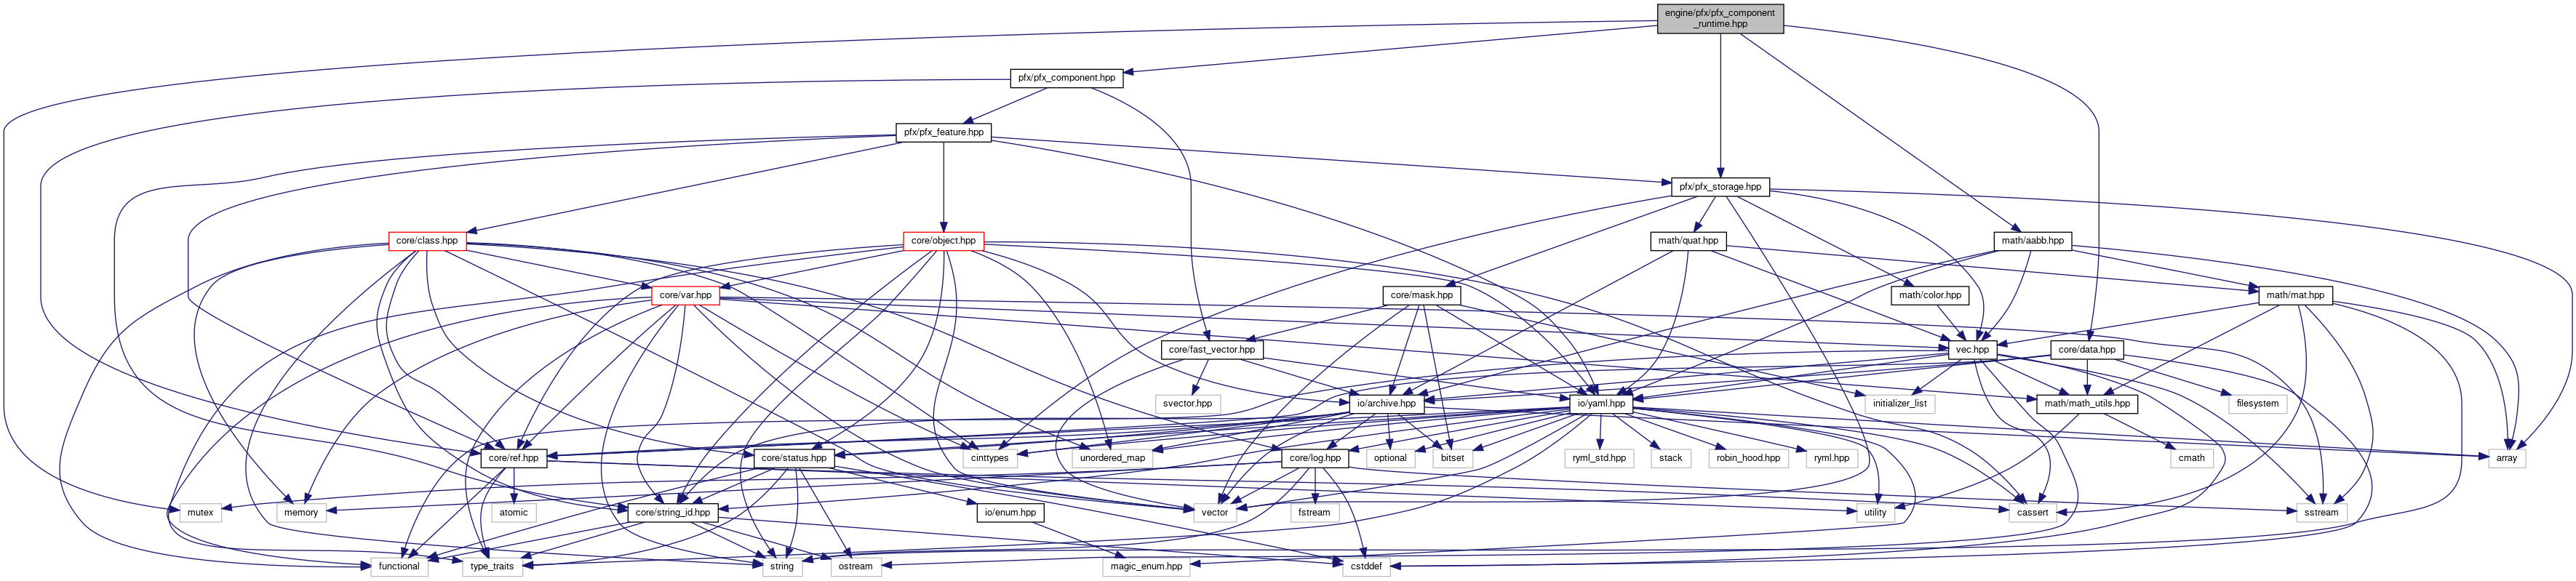 engine/pfx/pfx_component
_runtime.hpp
pfx/pfx_component.hpp
pfx/pfx_feature.hpp
pfx/pfx_storage.hpp
core/class.hpp
core/object.hpp
math/quat.hpp
math/aabb.hpp
core/var.hpp
core/mask.hpp
math/color.hpp
math/mat.hpp
core/fast_vector.hpp
vec.hpp
core/data.hpp
svector.hpp
io/archive.hpp
io/yaml.hpp
initializer_list
math/math_utils.hpp
filesystem
core/ref.hpp
core/status.hpp
cinttypes
unordered_map
core/log.hpp
optional
bitset
ryml_std.hpp
stack
robin_hood.hpp
ryml.hpp
cmath
array
mutex
memory
atomic
core/string_id.hpp
io/enum.hpp
vector
fstream
utility
cassert
sstream
functional
type_traits
string
ostream
magic_enum.hpp
cstddef